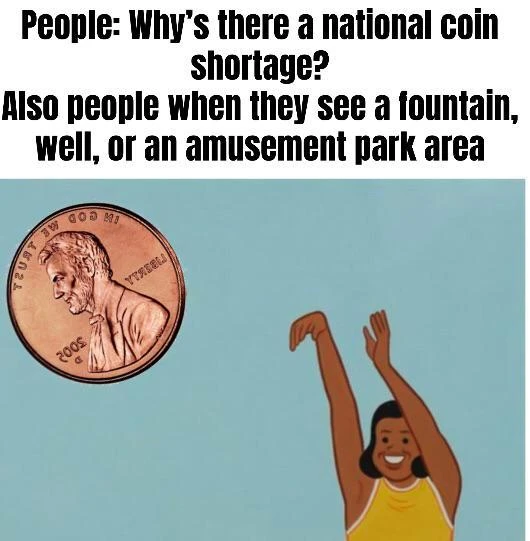 People: Why's there a national coin
shortage?
Also people when they see a fountain,
well, or an amusement park area
IN GOD WE TRUST
LIBERTY
2005
D